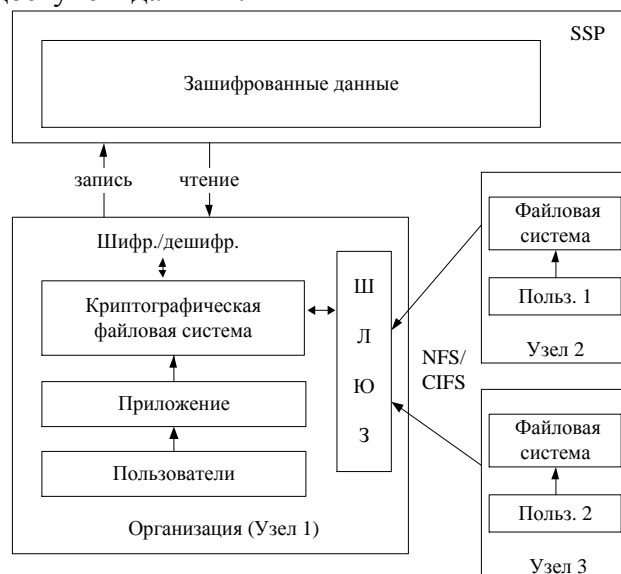 SSP
Зашифрованные данные
запись
чтение
Шифр./дешифр.
Криптографическая
файловая система
Приложение
Пользователи
Организация (Узел 1)
Ш
Л
Ю
З
NFS/
CIFS
Файловая
система
Польз. 1
Узел 2
Файловая
система
Польз. 2
Узел 3